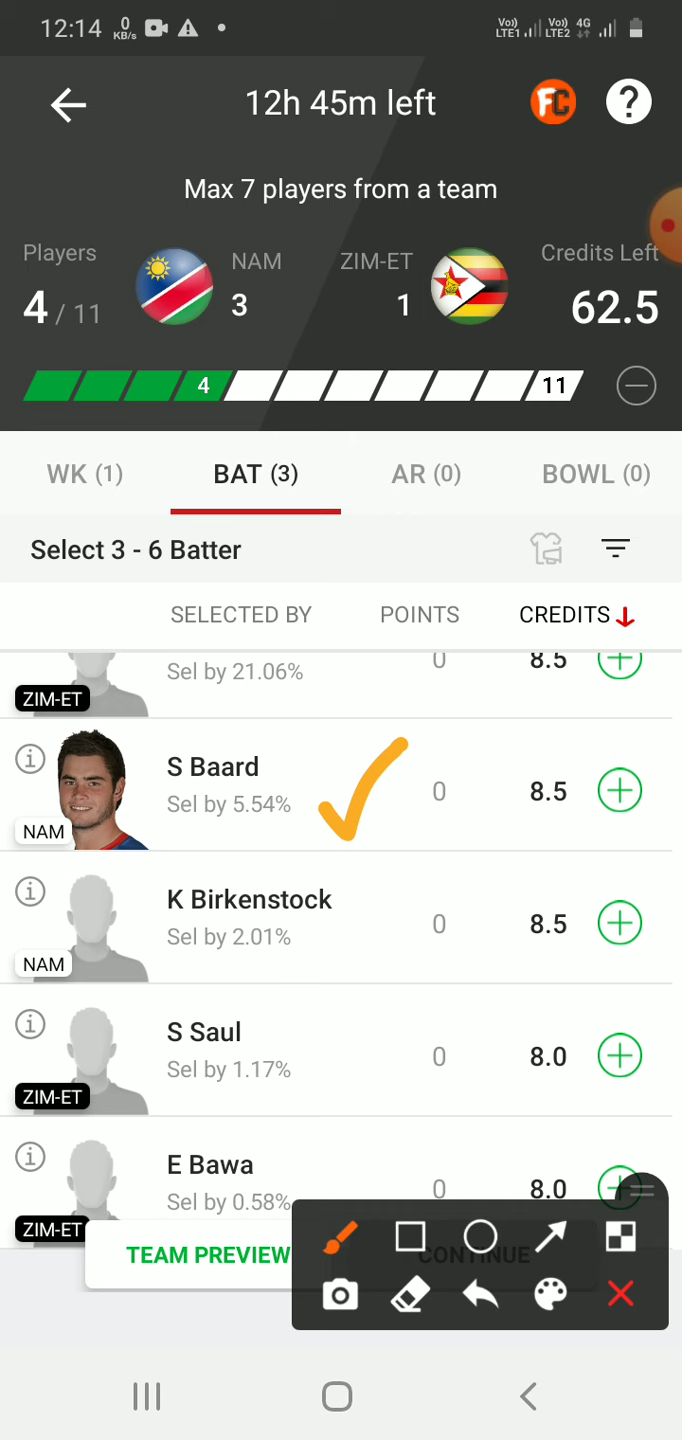 12:14 0 KB/s Vo) LTE1 Vo) LTE2 4G
12h 45m left FC ?
Max 7 players from a team
Players NAM ZIM-ET Credits Left
4 / 11 3 1 62.5
4 11
WK (1) BAT (3) AR (0) BOWL (0)
Select 3 - 6 Batter
SELECTED BY POINTS CREDITS
Sel by 21.06% 0 8.5
ZIM-ET
S Baard
Sel by 5.54% 0 8.5
NAM
K Birkenstock
Sel by 2.01% 0 8.5
NAM
S Saul
Sel by 1.17% 0 8.0
ZIM-ET
E Bawa
Sel by 0.58% 0 8.0
ZIM-ET
TEAM PREVIEW CONTINUE